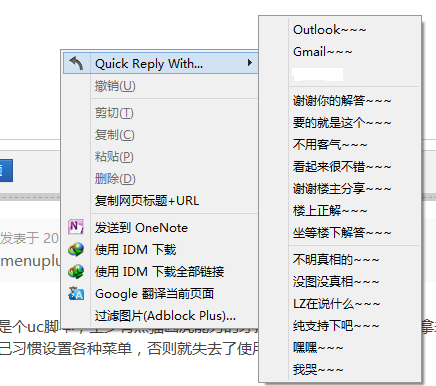 Quick Reply With...
撤销(U)
剪切(T)
复制(C)
粘贴(P)
删除(D)
复制网页标题+URL
发送到 OneNote
使用 IDM 下载
使用 IDM 下载全部链接
Google 翻译当前页面
过滤图片(Adblock Plus)...
Outlook~~~
Gmail~~~
谢谢你的解答~~~
要的就是这个~~~
不用客气~~~
看起来很不错~~~
谢谢楼主分享~~~
楼上正解~~~
坐等楼下解答~~~
不明真相的~~~
没图没真相~~~
LZ在说什么~~~
纯支持下吧~~~
嘿嘿~~~
我哭~~~
发表于 20
menuplu
是个uc脚本
已习惯设置各种菜单，否则就失去了使用